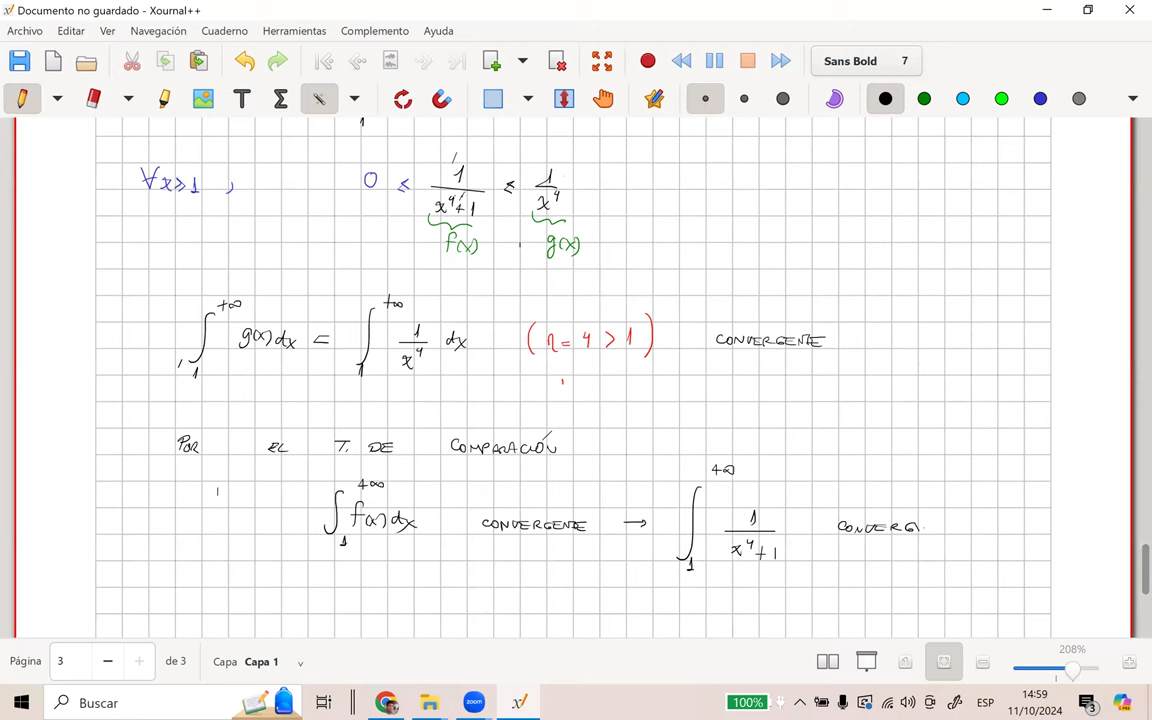 Documento no guardado - Xournal++
Archivo Editar Ver Navegación Cuaderno Herramientas Complemento Ayuda
Sans Bold 7
1
∀x≥1 , 0 ≤ 1/(x⁴+1) ≤ 1/x⁴
f(x) g(x)
∫₁^{+∞} g(x) dx = ∫₁^{+∞} 1/x⁴ dx (n = 4 > 1) CONVERGENTE
POR EL T. DE COMPARACIÓN
∫₁^{+∞} f(x) dx CONVERGENTE → ∫₁^{+∞} 1/(x⁴+1) CONVERG
Página 3 de 3 Capa Capa 1 208%
Buscar 100% ESP 14:59
11/10/2024 3